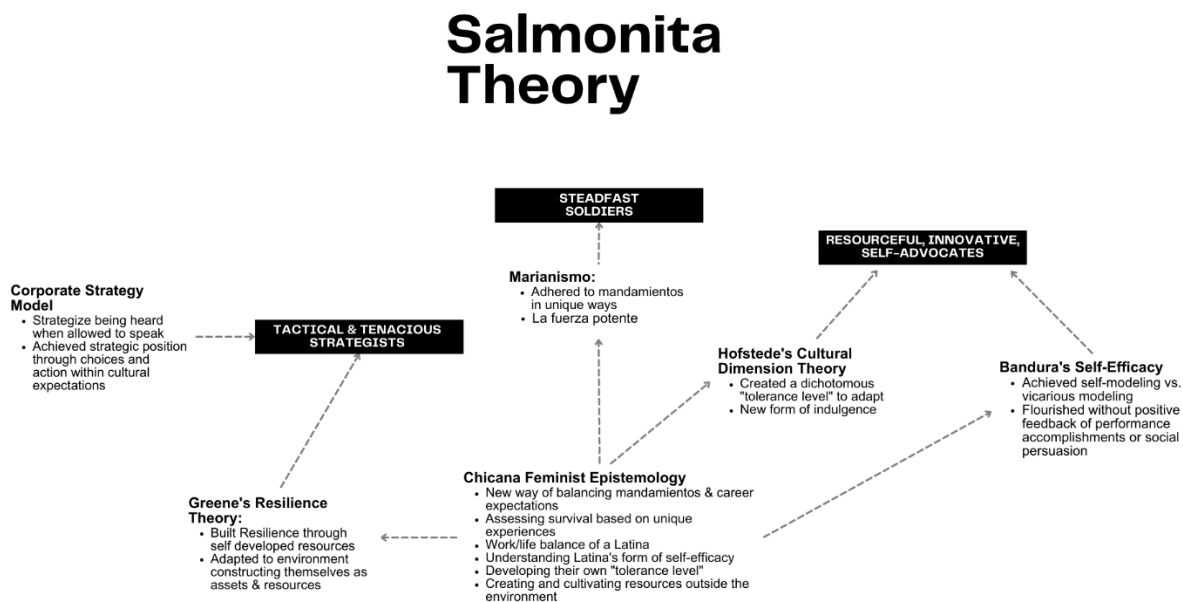 Salmonita
Theory
STEADFAST
SOLDIERS
RESOURCEFUL, INNOVATIVE,
SELF-ADVOCATES
Corporate Strategy
Model
• Strategize being heard
when allowed to speak
• Achieved strategic position
through choices and
action within cultural
expectations
TACTICAL & TENACIOUS
STRATEGISTS
Marianismo:
• Adhered to mandamientos
in unique ways
• La fuerza potente
Hofstede's Cultural
Dimension Theory
• Created a dichotomous
"tolerance level" to adapt
• New form of indulgence
Bandura's Self-Efficacy
• Achieved self-modeling vs.
vicarious modeling
• Flourished without positive
feedback of performance
accomplishments or social
persuasion
Greene's Resilience
Theory:
• Built Resilience through
self developed resources
• Adapted to environment
constructing themselves as
assets & resources
Chicana Feminist Epistemology
• New way of balancing mandamientos & career
expectations
• Assessing survival based on unique
experiences
• Work/life balance of a Latina
• Understanding Latina's form of self-efficacy
• Developing their own "tolerance level"
• Creating and cultivating resources outside the
environment